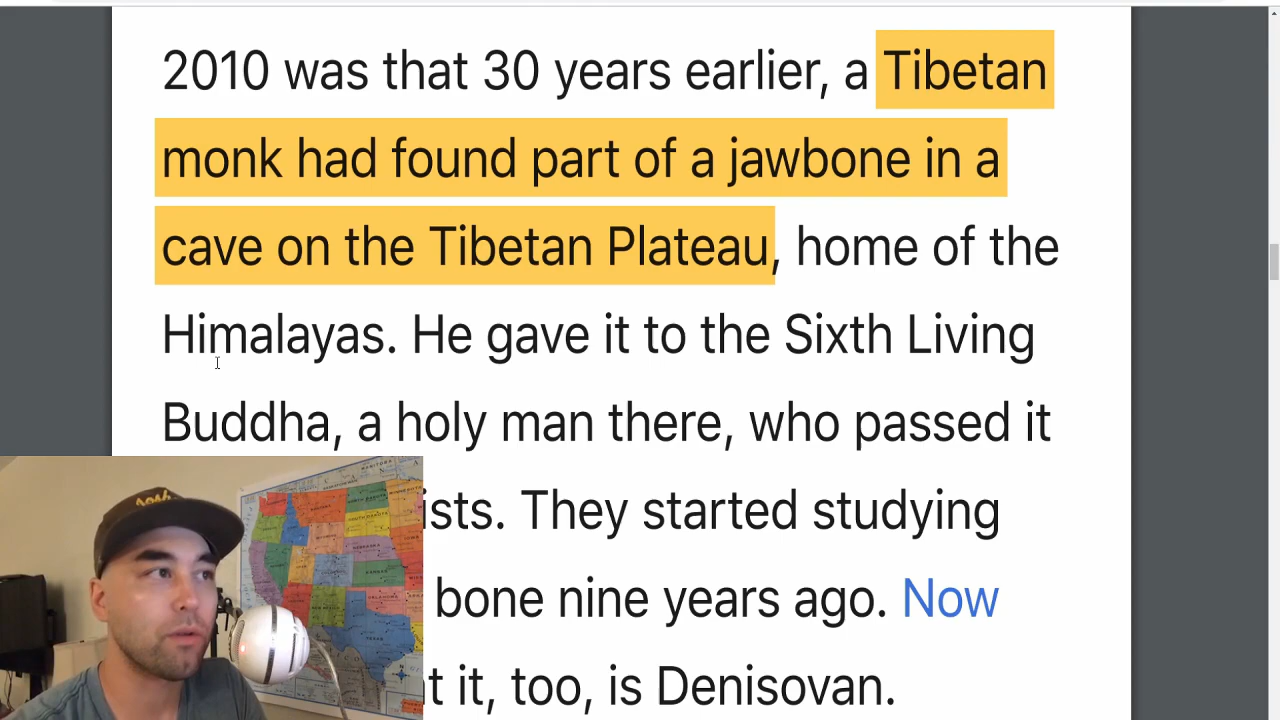 2010 was that 30 years earlier, a Tibetan
monk had found part of a jawbone in a
cave on the Tibetan Plateau, home of the
Himalayas. He gave it to the Sixth Living
Buddha, a holy man there, who passed it
ists. They started studying
bone nine years ago. Now
t it, too, is Denisovan.